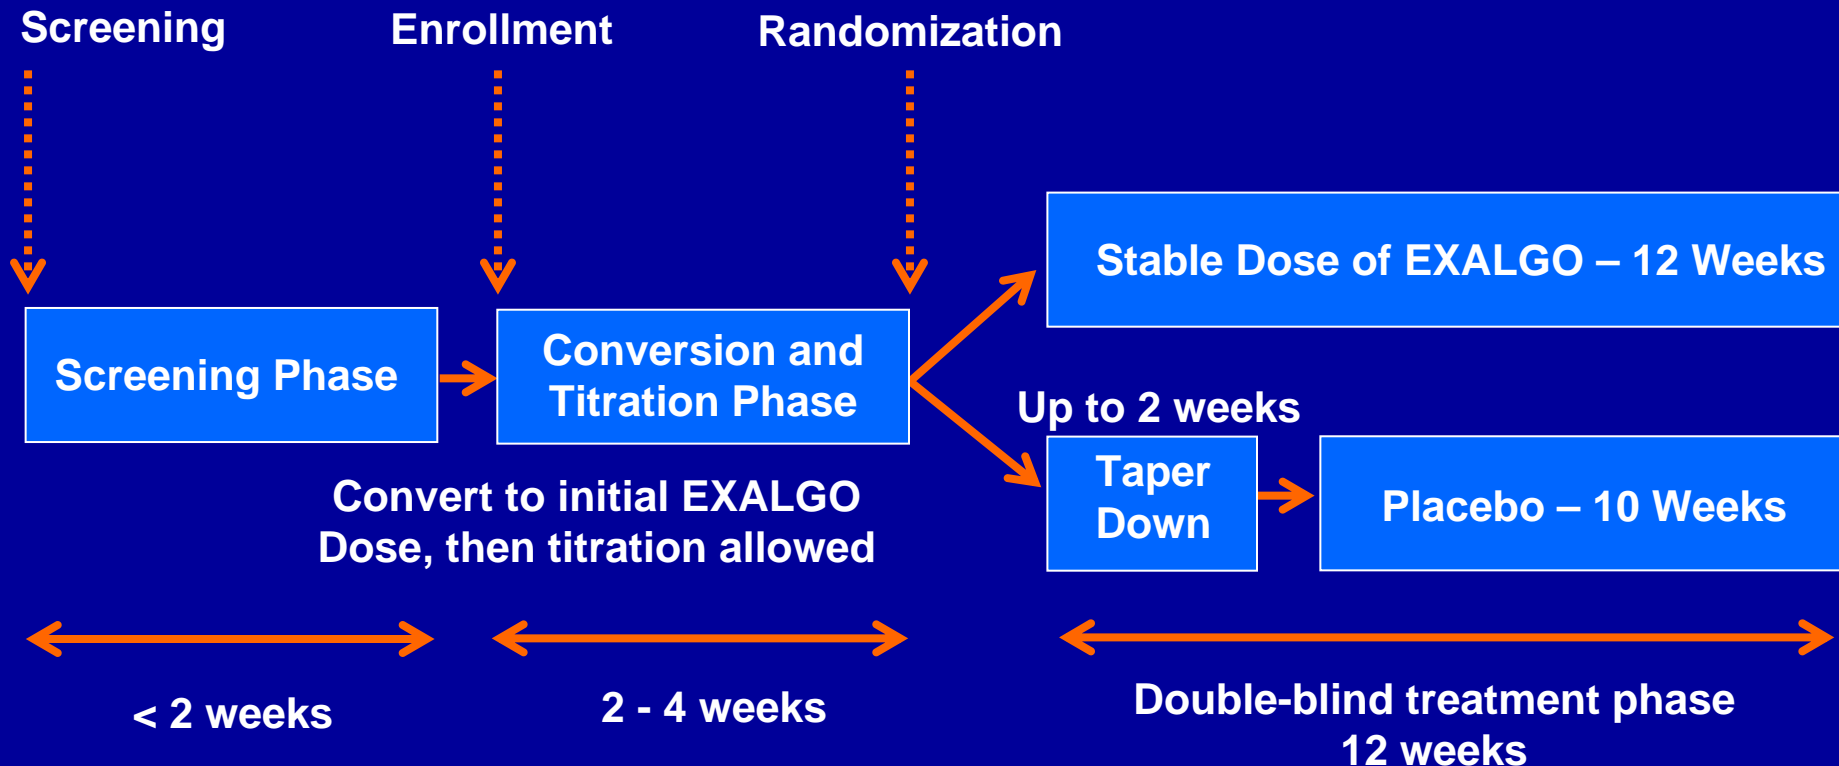 Screening
Enrollment
Randomization
Stable Dose of EXALGO – 12 Weeks
Screening Phase
Conversion and
Titration Phase
Up to 2 weeks
Taper
Down
Placebo – 10 Weeks
Convert to initial EXALGO
Dose, then titration allowed
< 2 weeks
2 - 4 weeks
Double-blind treatment phase
12 weeks